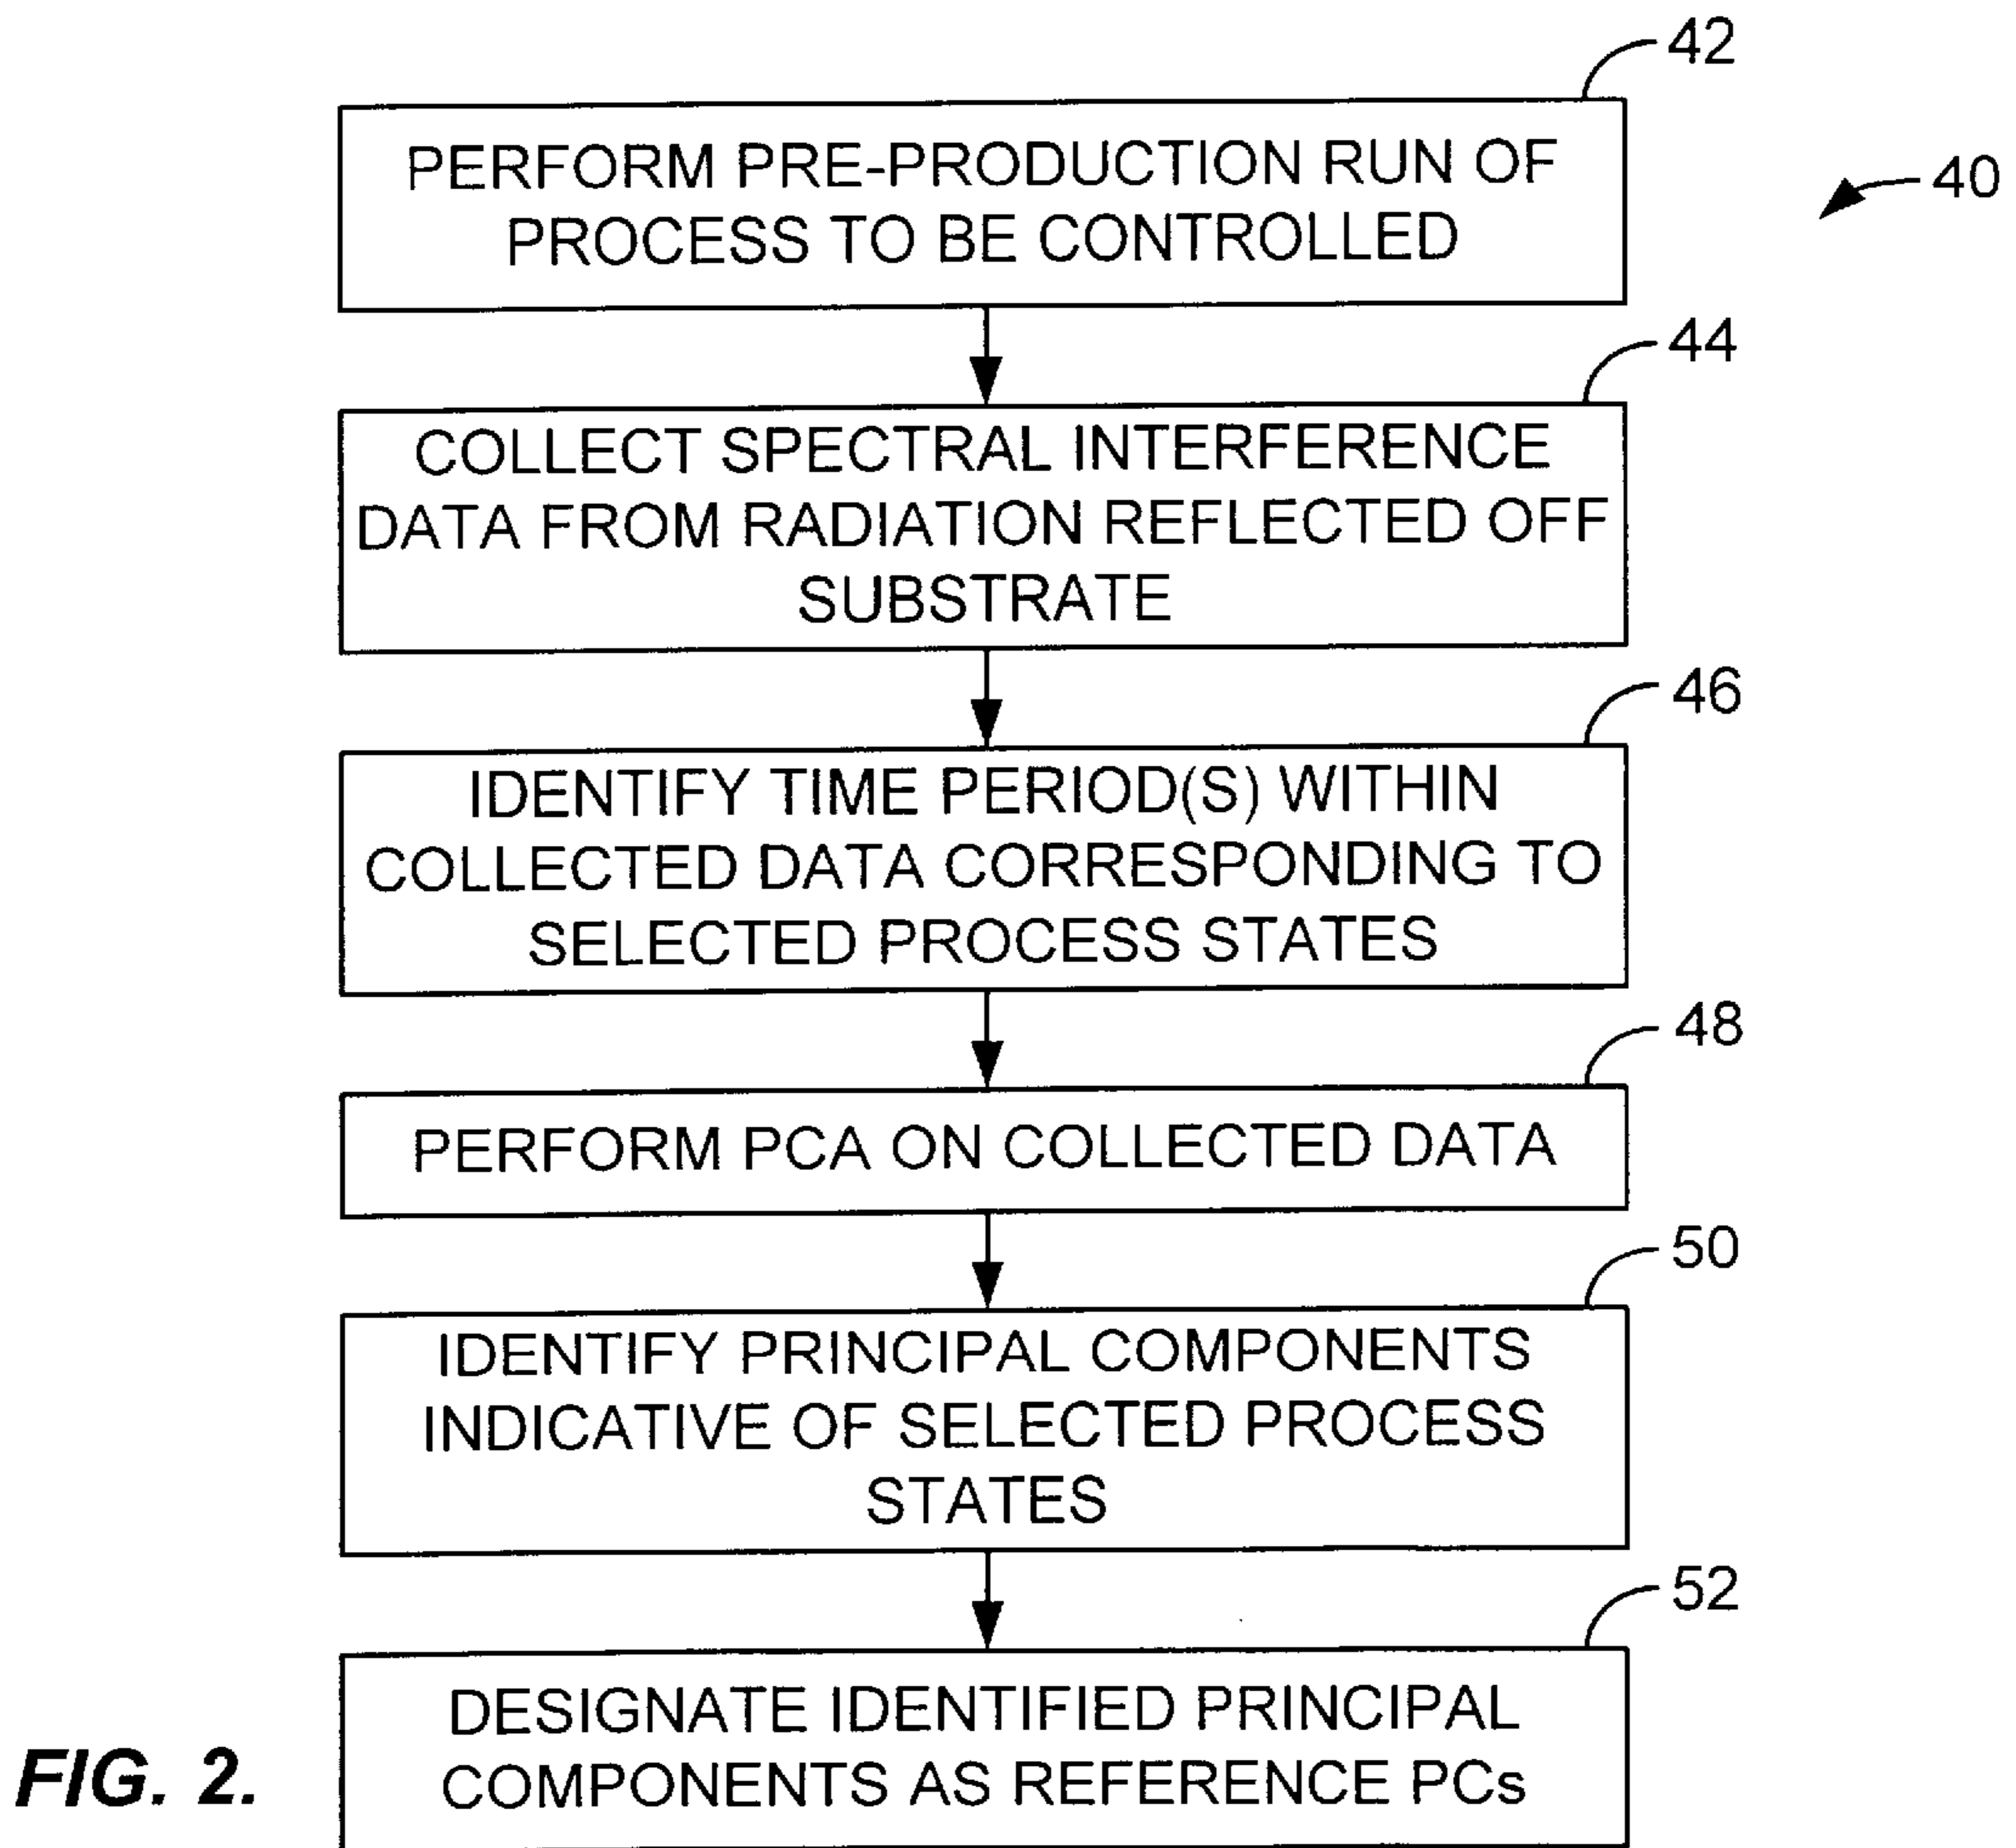 42
PERFORM PRE-PRODUCTION RUN OF
PROCESS TO BE CONTROLLED
40
44
COLLECT SPECTRAL INTERFERENCE
DATA FROM RADIATION REFLECTED OFF
SUBSTRATE
46
IDENTIFY TIME PERIOD(S) WITHIN
COLLECTED DATA CORRESPONDING TO
SELECTED PROCESS STATES
48
PERFORM PCA ON COLLECTED DATA
50
IDENTIFY PRINCIPAL COMPONENTS
INDICATIVE OF SELECTED PROCESS
STATES
52
DESIGNATE IDENTIFIED PRINCIPAL
COMPONENTS AS REFERENCE PCs
FIG. 2.